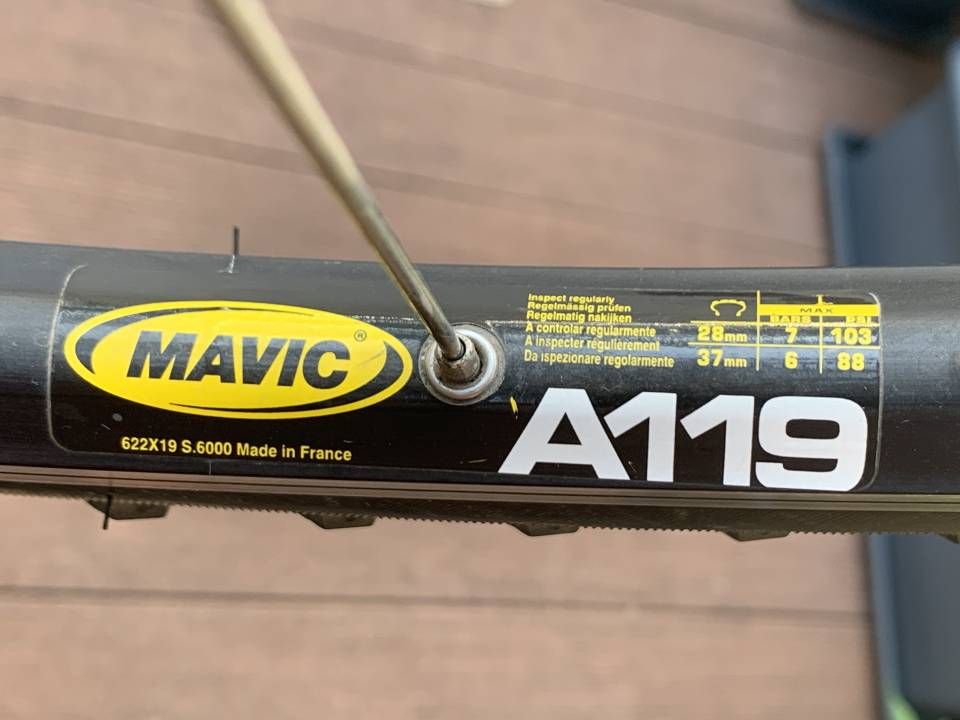 MAVIC®
622X19 S.6000 Made in France
Inspect regularly
Regelmässig prüfen
Regelmatig nakijken
A controlar regularmente
A inspecter régulièrement
Da ispezionare regolarmente
MAX
BARS PSI
28mm 7 103
37mm 6 88
A119